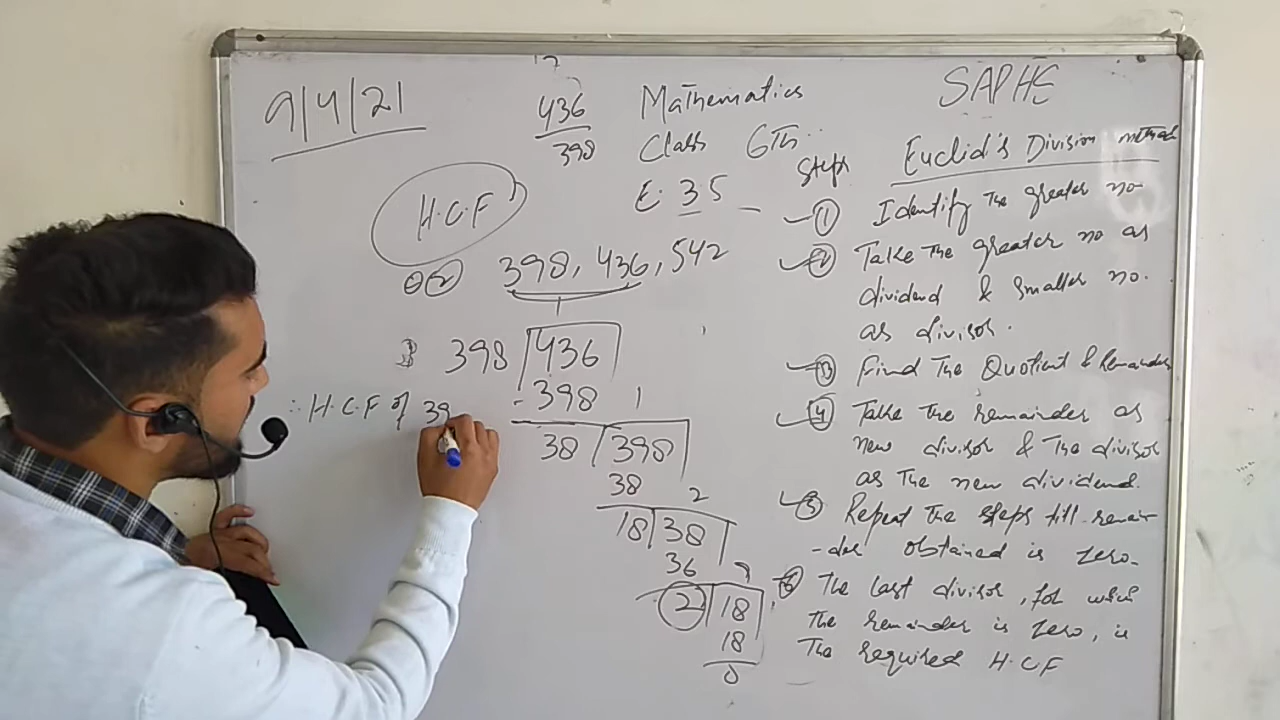 9/4/21
436
398
Mathematics
Class 6Th
E: 35
H.C.F
398, 436, 542
398 436
- 398 1
38 398
38 2
18 38
36
2 18
18
0
∴ H.C.F of 39
SAPHS
Euclid's Division method
Steps
① Identify The greater no
② Take The greater no as
dividend & smaller no.
as divisor.
③ Find The Quotient & Remainder
④ Take The remainder as
new divisor & The divisor
as The new dividend.
⑤ Repeat The steps till remain
-der obtained is zero.
⑥ The last divisor, for which
The remainder is zero, is
The required H.C.F